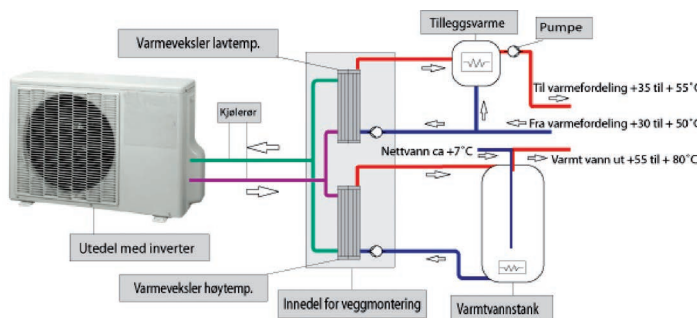 Tilleggsvarme
Pumpe
Varmeveksler lavtemp.
Til varmefordeling +35 til + 55°C
Kjølerør
Fra varmefordeling +30 til + 50°C
Nettvann ca +7°C
Varmt vann ut +55 til + 80°C
Utedel med inverter
Varmeveksler høytemp.
Innedel for veggmontering
Varmtvannstank